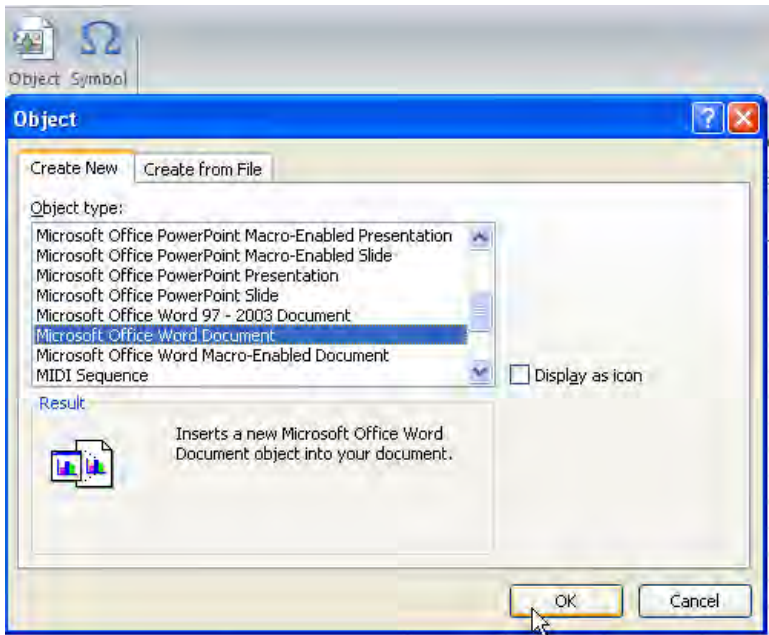 Object Symbol
Object
Create New Create from File
Object type:
Microsoft Office PowerPoint Macro-Enabled Presentation
Microsoft Office PowerPoint Macro-Enabled Slide
Microsoft Office PowerPoint Presentation
Microsoft Office PowerPoint Slide
Microsoft Office Word 97 - 2003 Document
Microsoft Office Word Document
Microsoft Office Word Macro-Enabled Document
MIDI Sequence
Display as icon
Result
Inserts a new Microsoft Office Word
Document object into your document.
OK Cancel